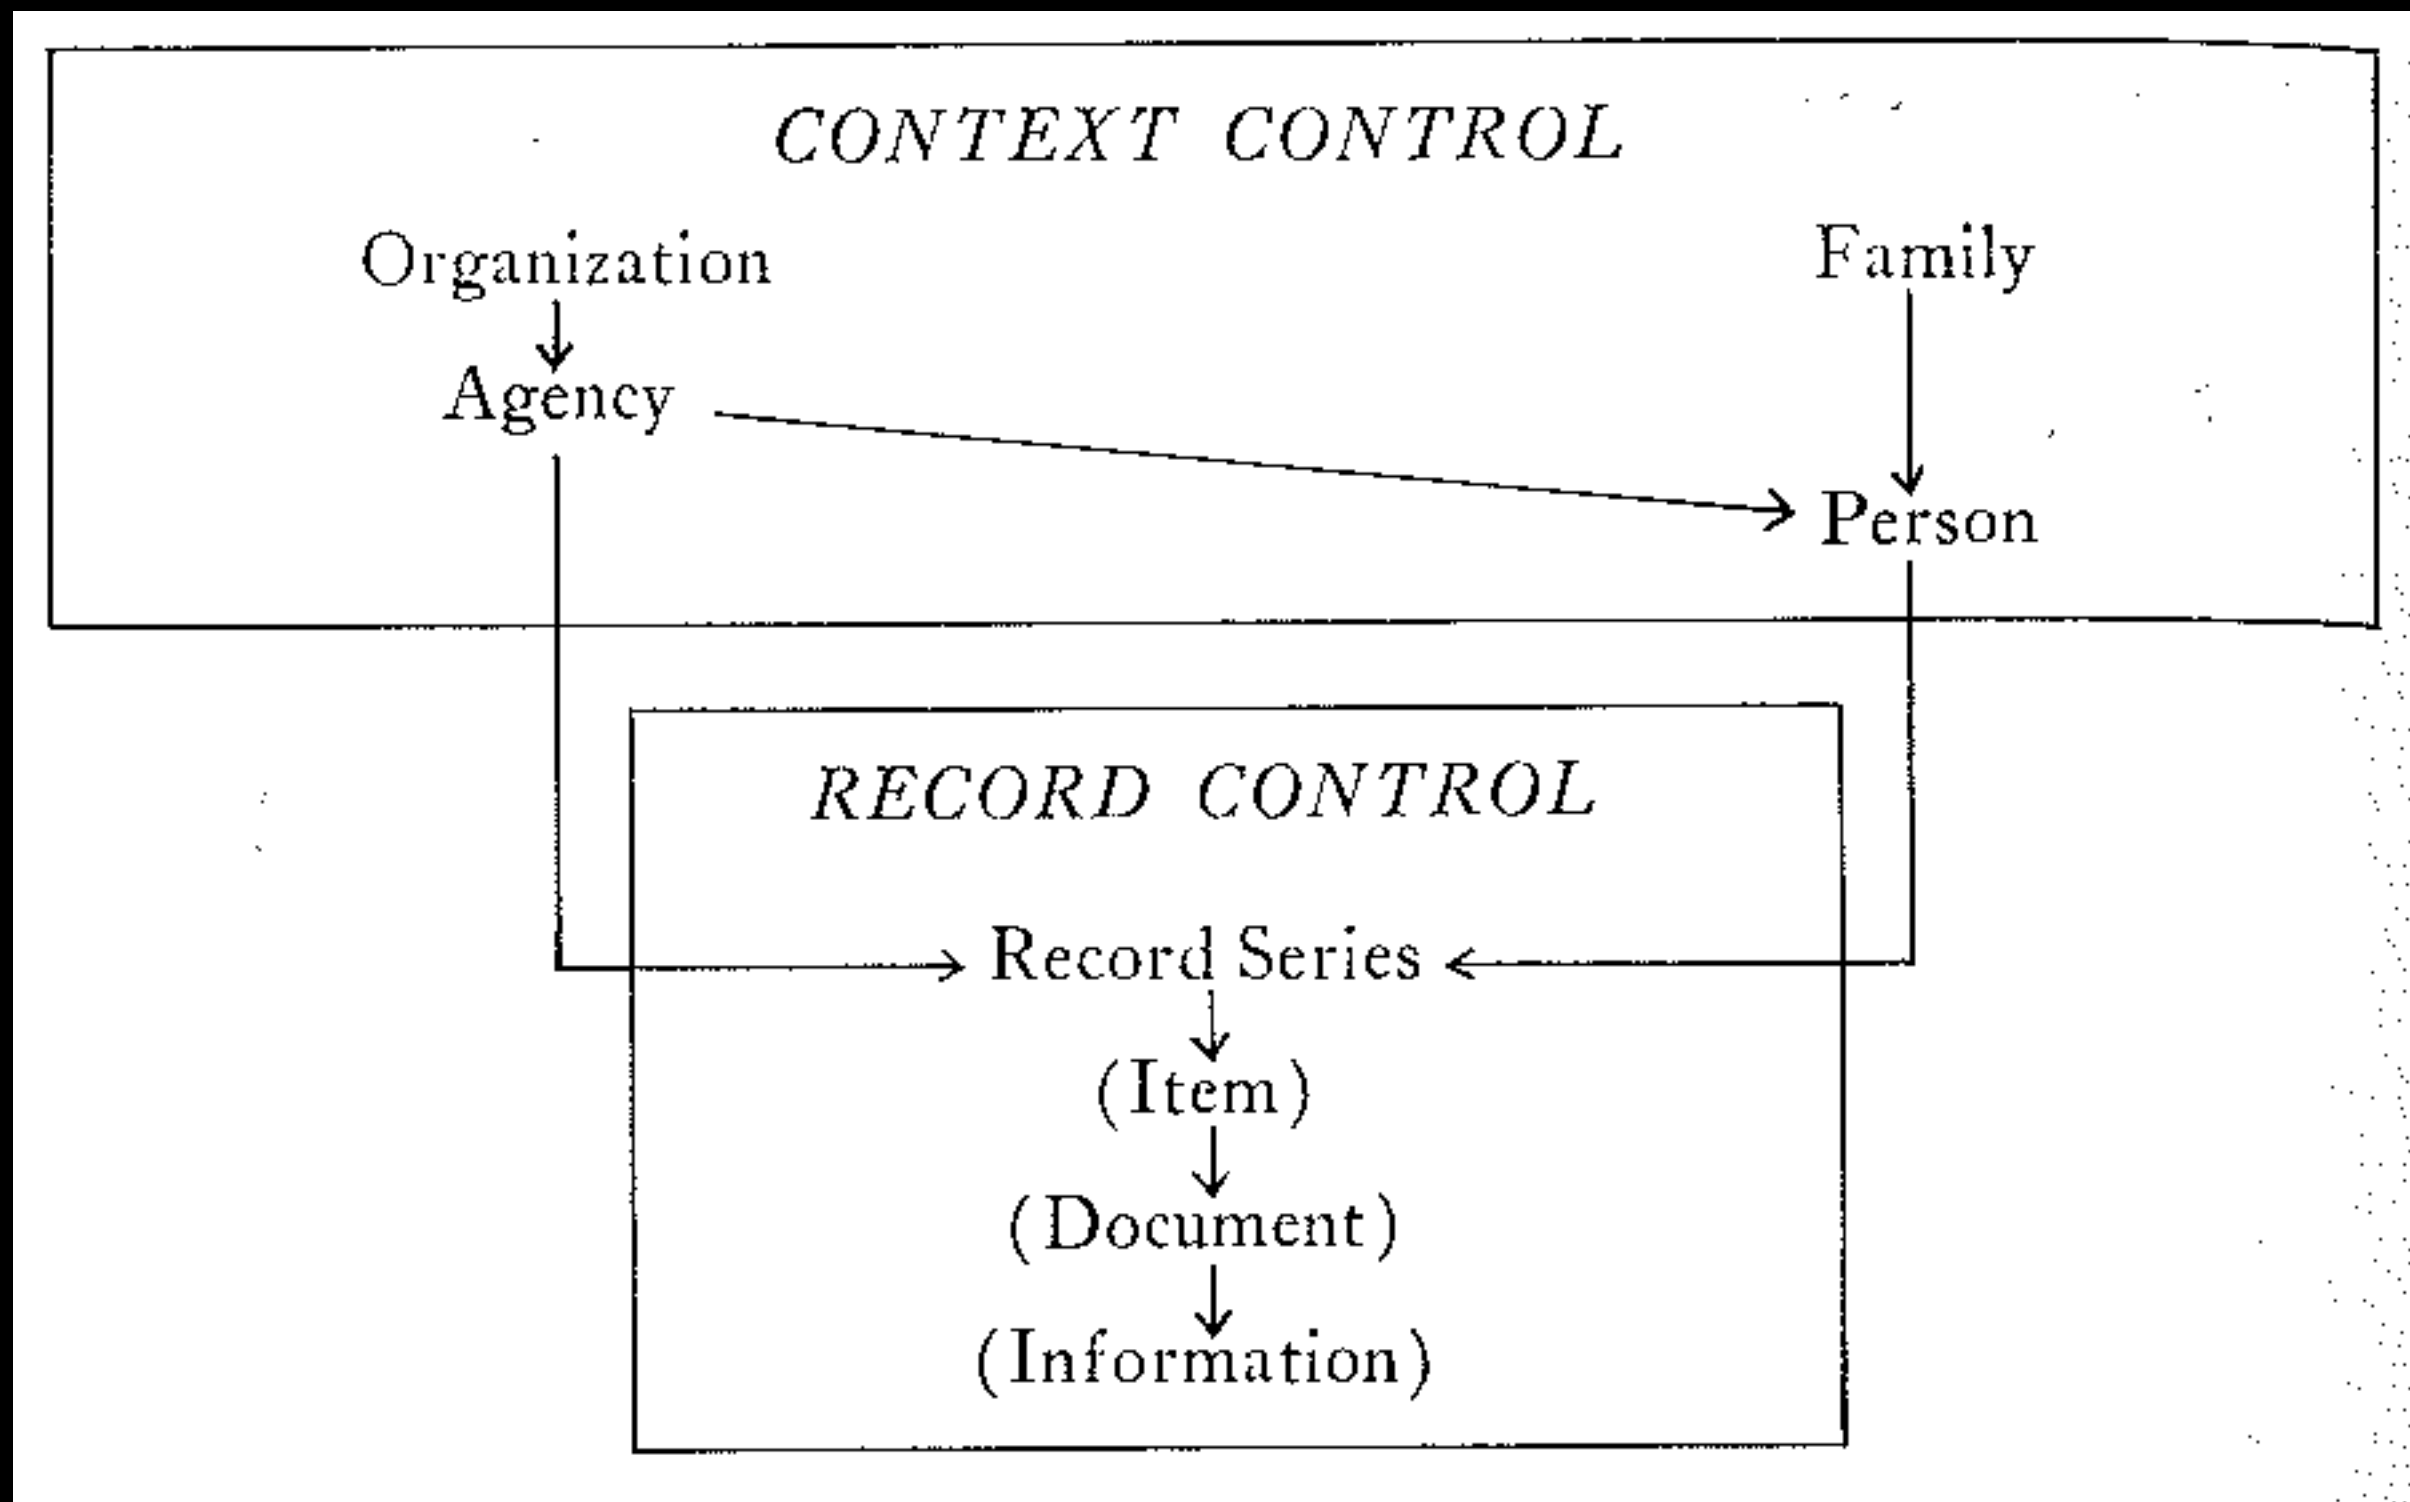 CONTEXT CONTROL
Organization
Family
Agency
Person
RECORD CONTROL
Record Series
(Item)
(Document)
(Information)